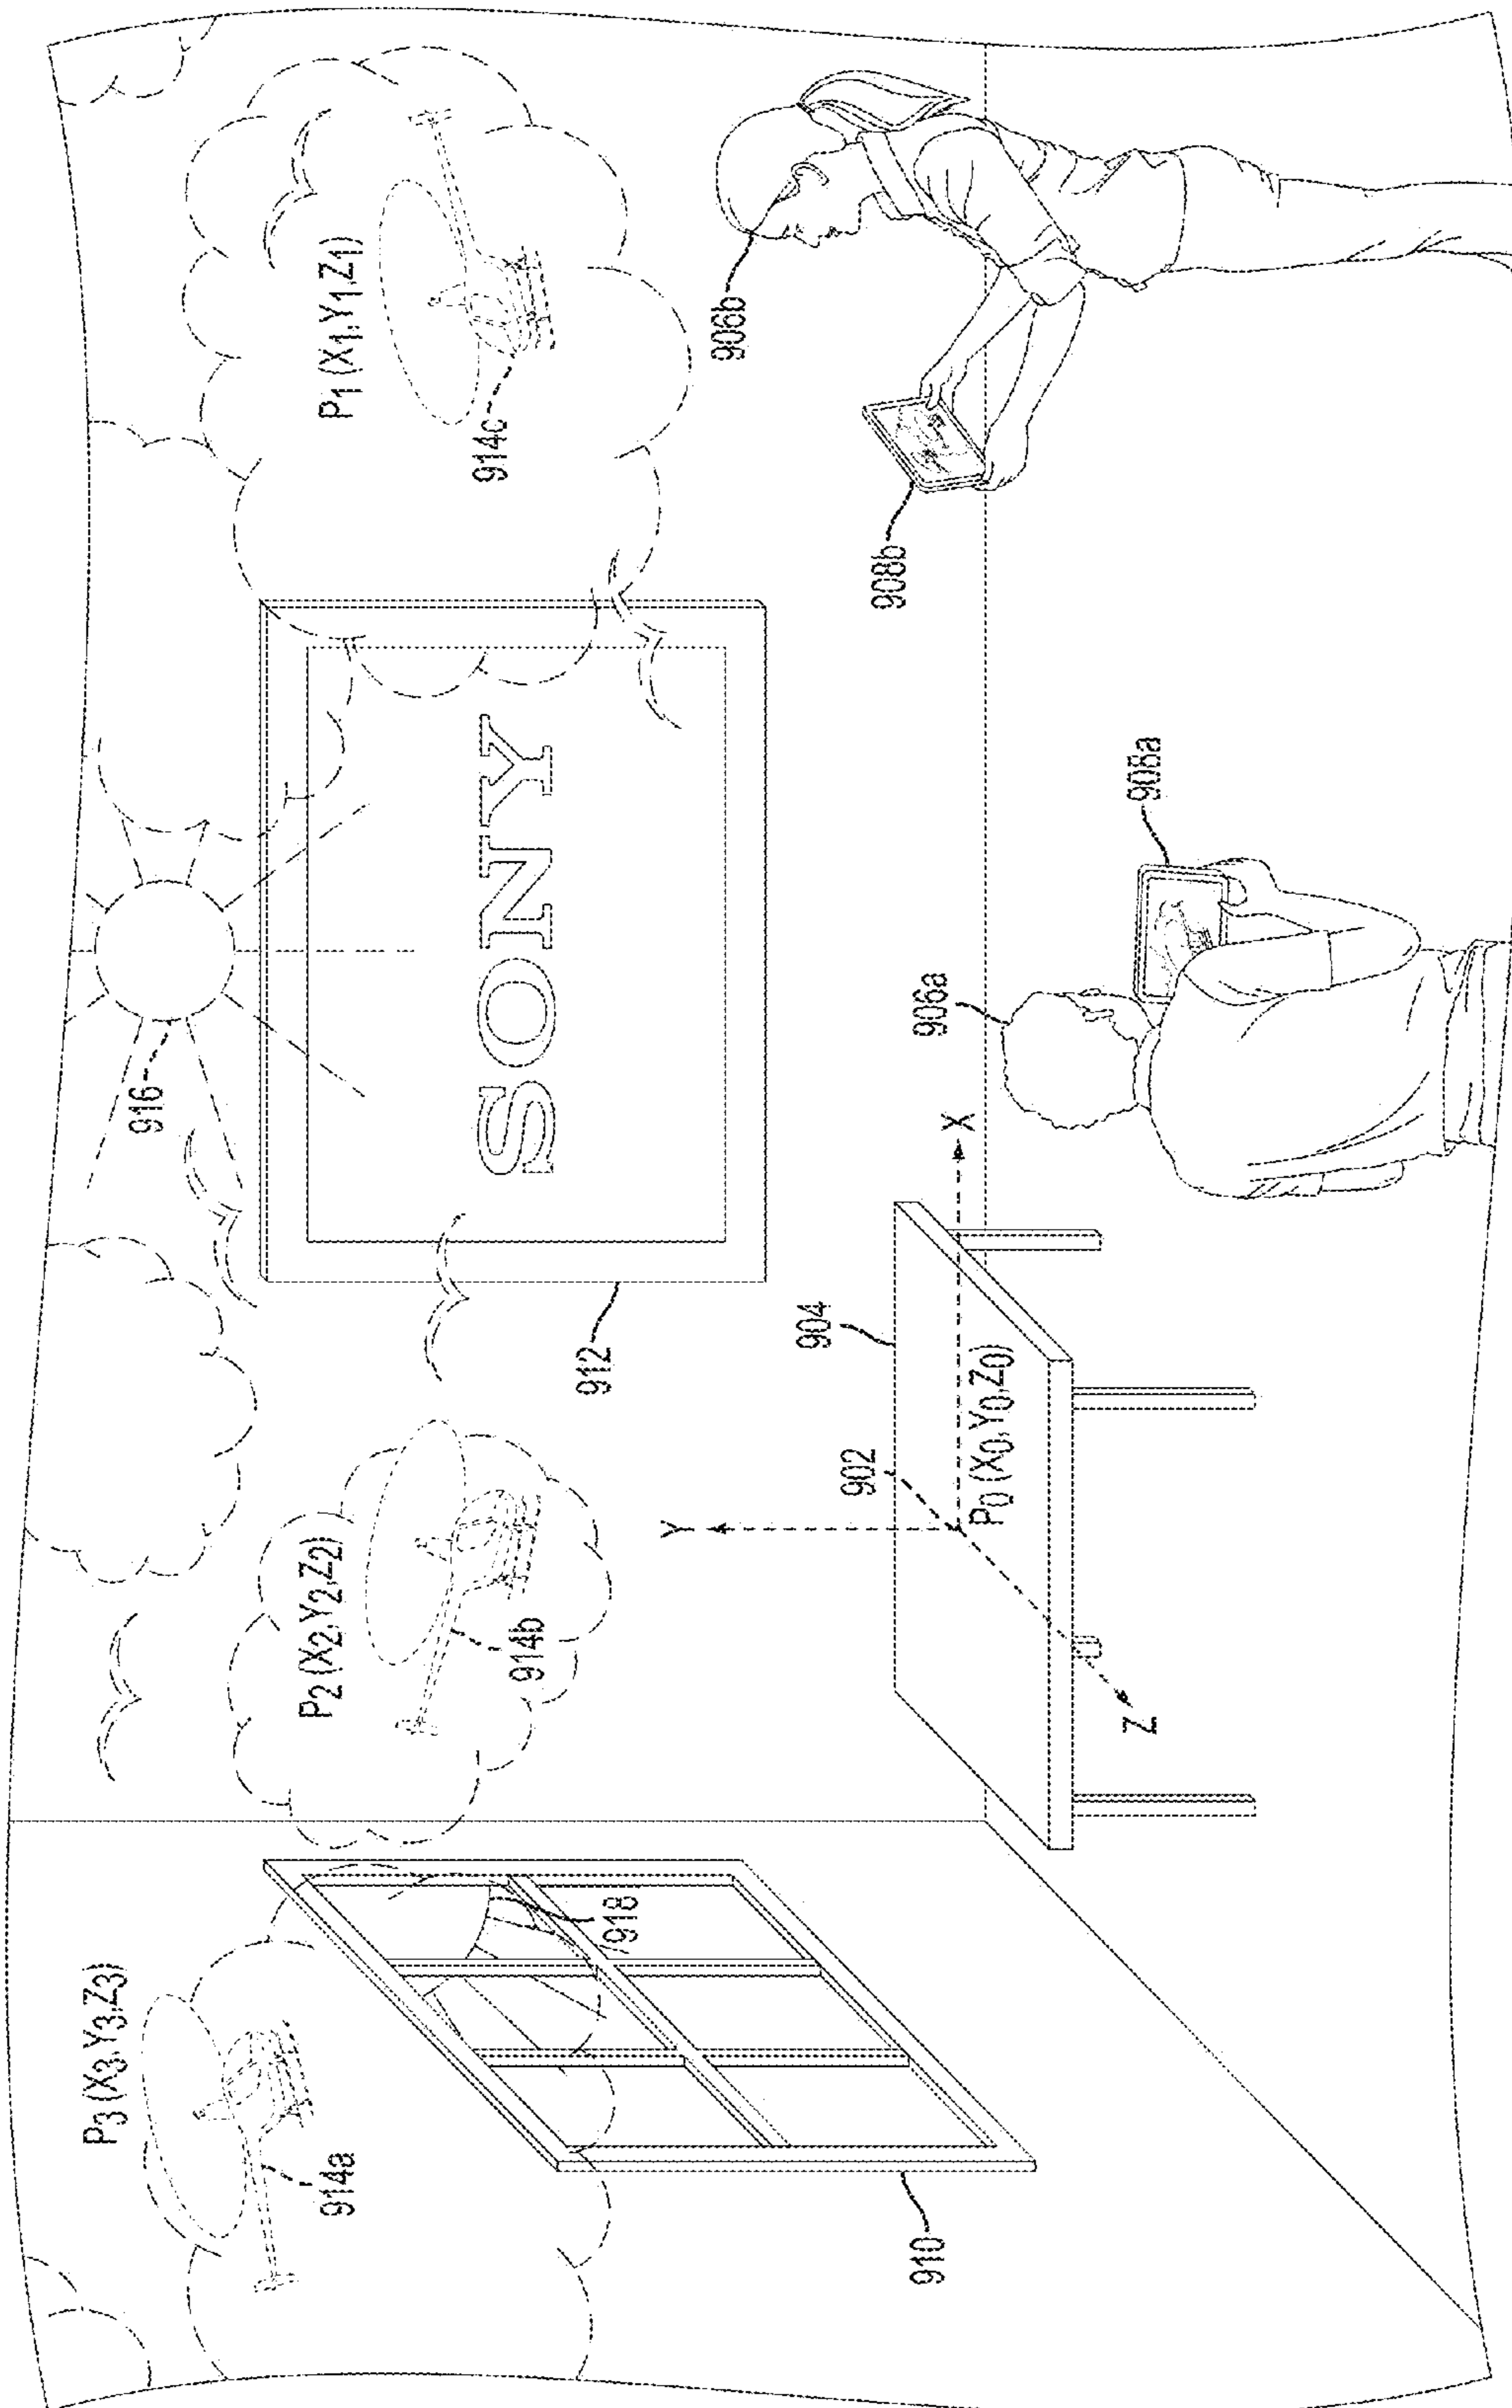 P3 (X3,Y3,Z3)
914a
P2 (X2,Y2,Z2)
914b
916
P1 (X1,Y1,Z1)
914c
918
SONY
912
910
Y
902
904
X
P0 (X0,Y0,Z0)
Z
906a
908a
906b
908b